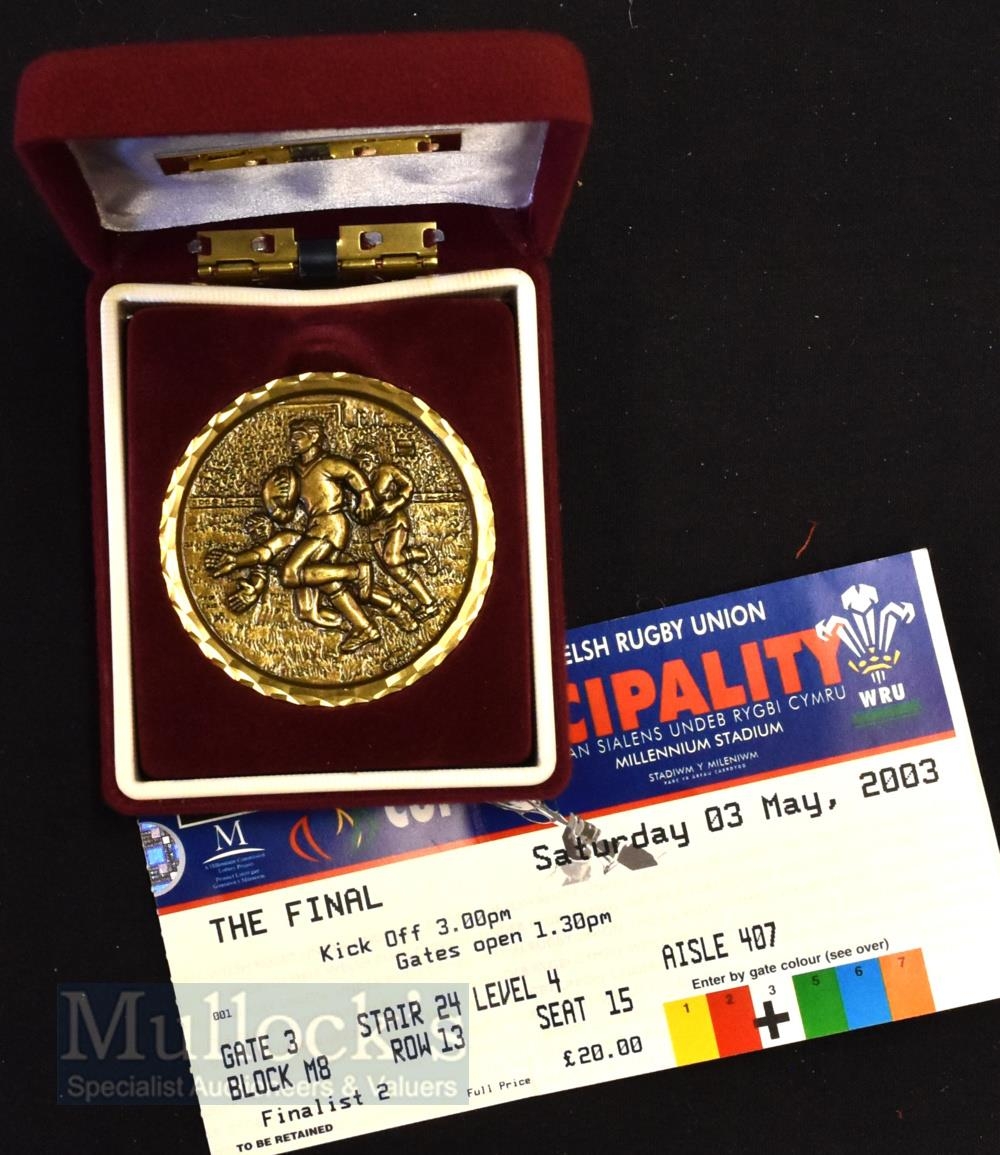 ELSH RUGBY UNION
CIPALITY
AN SIALENS UNDEB RYGBI CYMRU
MILLENNIUM STADIUM
STADIWM Y MILENIWM
WRU
CUP
M
Saturday 03 May, 2003
THE FINAL
Kick Off 3.00pm
Gates open 1.30pm
AISLE 407
Enter by gate colour (see over)
1 2 3 5 6 7
001
GATE 3 STAIR 24 LEVEL 4
BLOCK M8 ROW 13 SEAT 15
Finalist 2
£20.00
Full Price
TO BE RETAINED
Mullock's
Specialist Auctioneers & Valuers